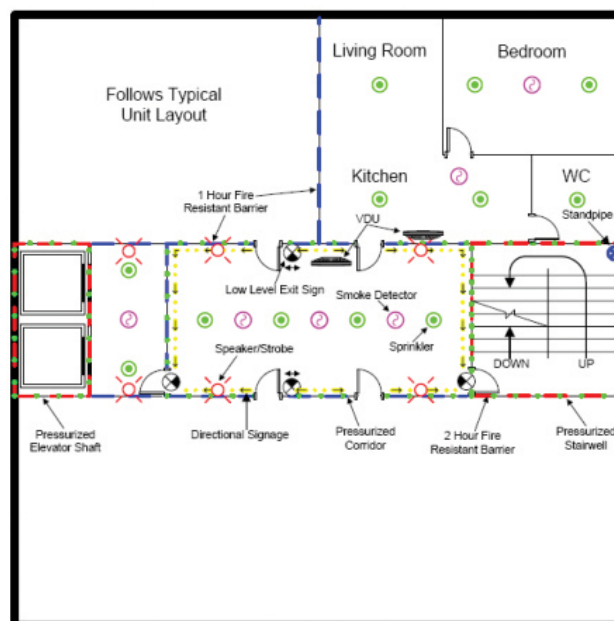 Living Room
Bedroom
Follows Typical
Unit Layout
Kitchen
WC
1 Hour Fire
Resistant Barrier
VDU
Standpipe
Low Level Exit Sign
Smoke Detector
Speaker/Strobe
Sprinkler
DOWN
UP
Pressurized
Elevator Shaft
Directional Signage
Pressurized
Corridor
2 Hour Fire
Resistant Barrier
Pressurized
Stairwell